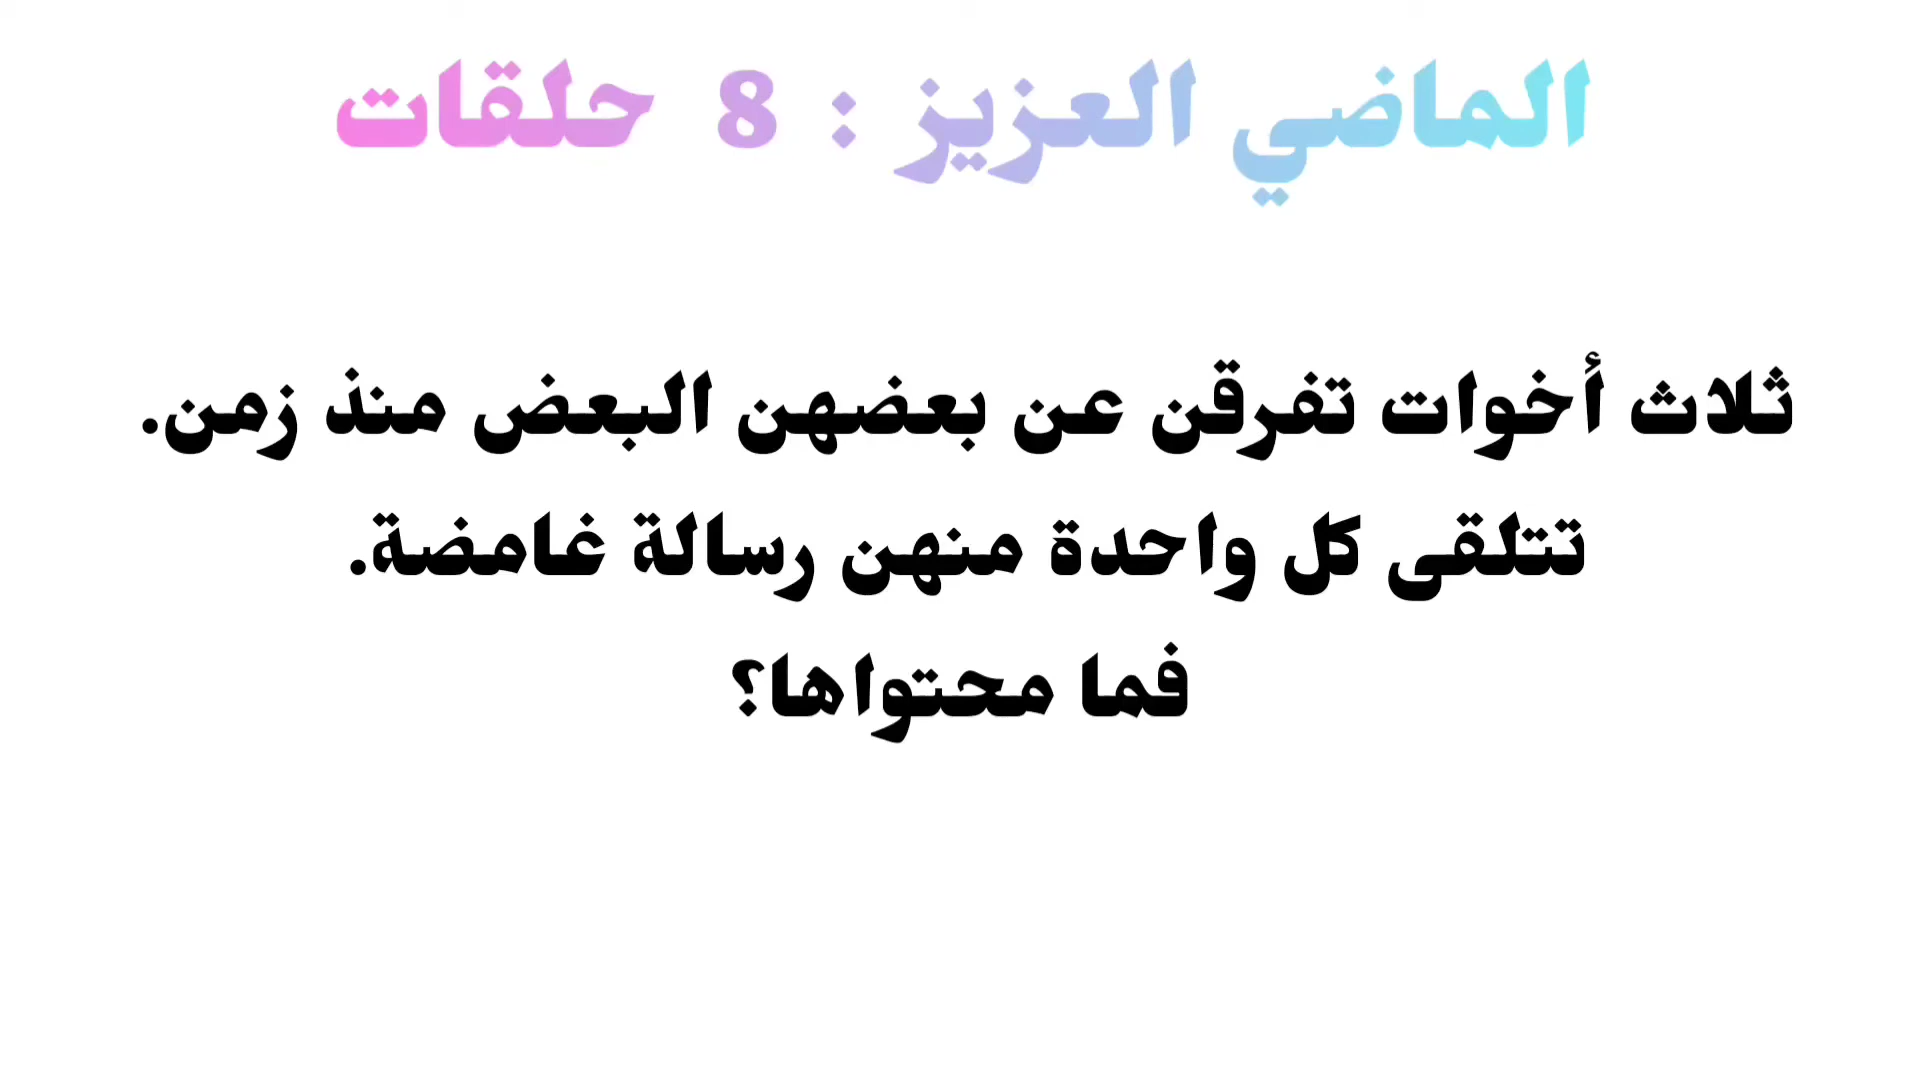 الماضي العزيز : 8 حلقات
ثلاث أخوات تفرقن عن بعضهن البعض منذ زمن.
تتلقى كل واحدة منهن رسالة غامضة.
فما محتواها؟